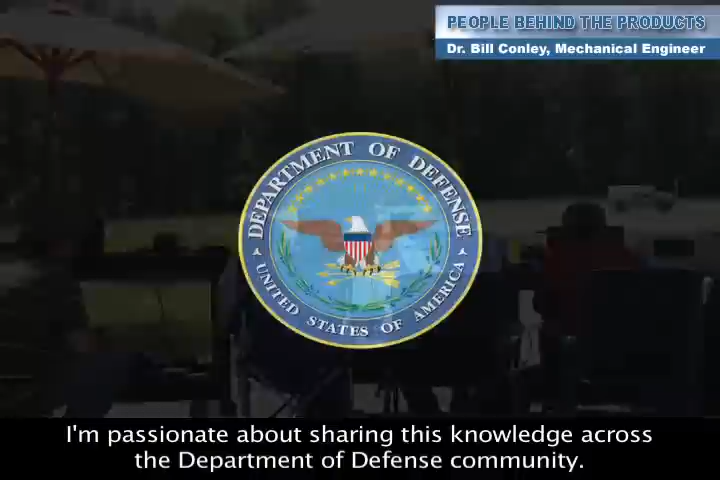 PEOPLE BEHIND THE PRODUCTS
Dr. Bill Conley, Mechanical Engineer
DEPARTMENT OF DEFENSE
UNITED STATES OF AMERICA
I'm passionate about sharing this knowledge across
the Department of Defense community.